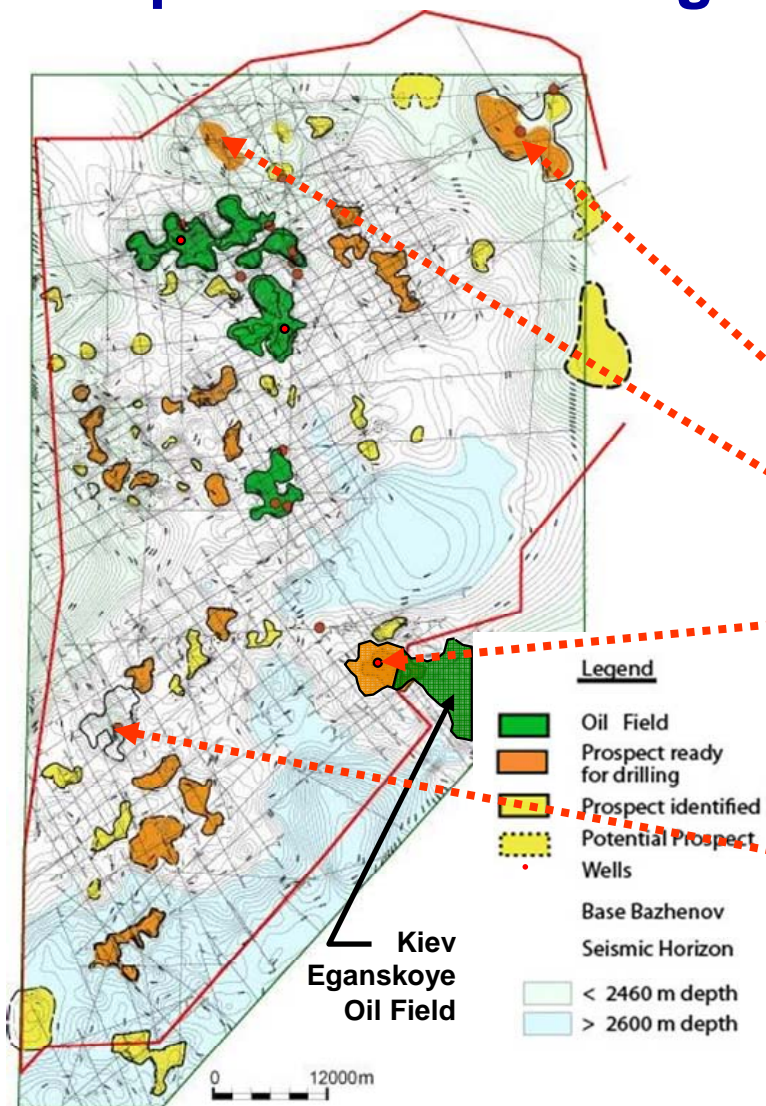 Legend
Oil Field
Prospect ready
for drilling
Prospect identified
Potential Prospect
Wells
Base Bazhenov
Seismic Horizon
< 2460 m depth
> 2600 m depth
Kiev
Eganskoye
Oil Field
0 12000m